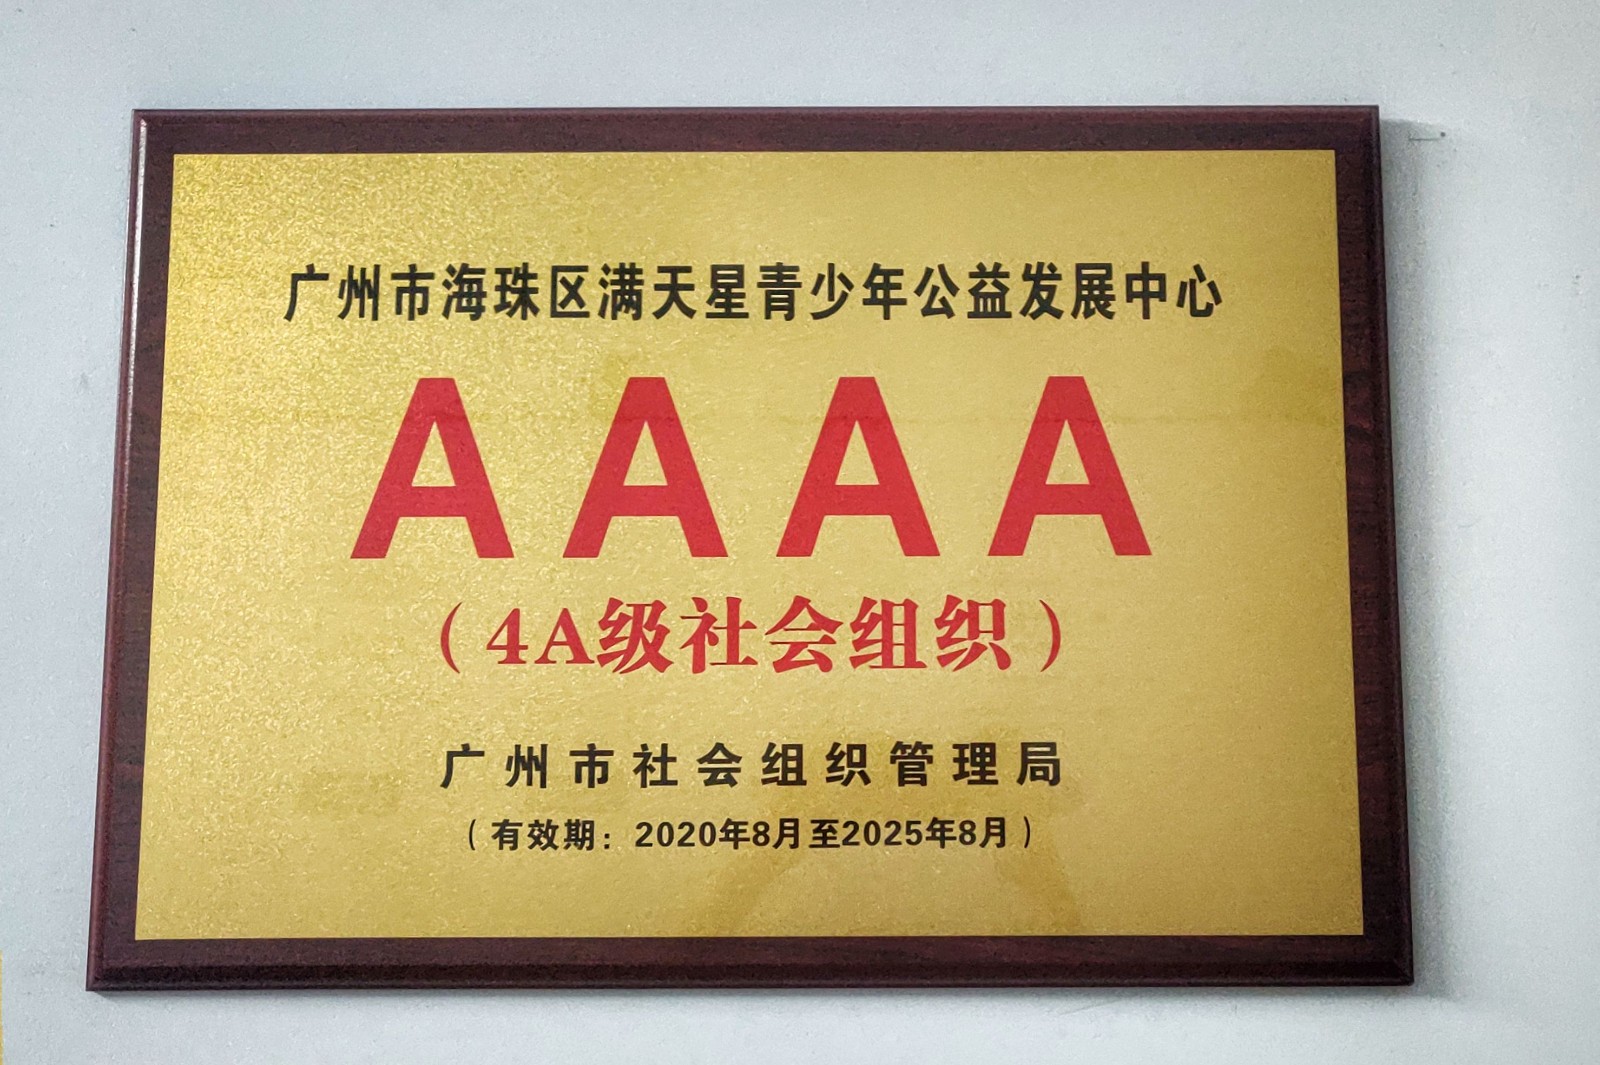 广州市海珠区满天星青少年公益发展中心
AAAA
（4A级社会组织）
广州市社会组织管理局
（有效期：2020年8月至2025年8月）